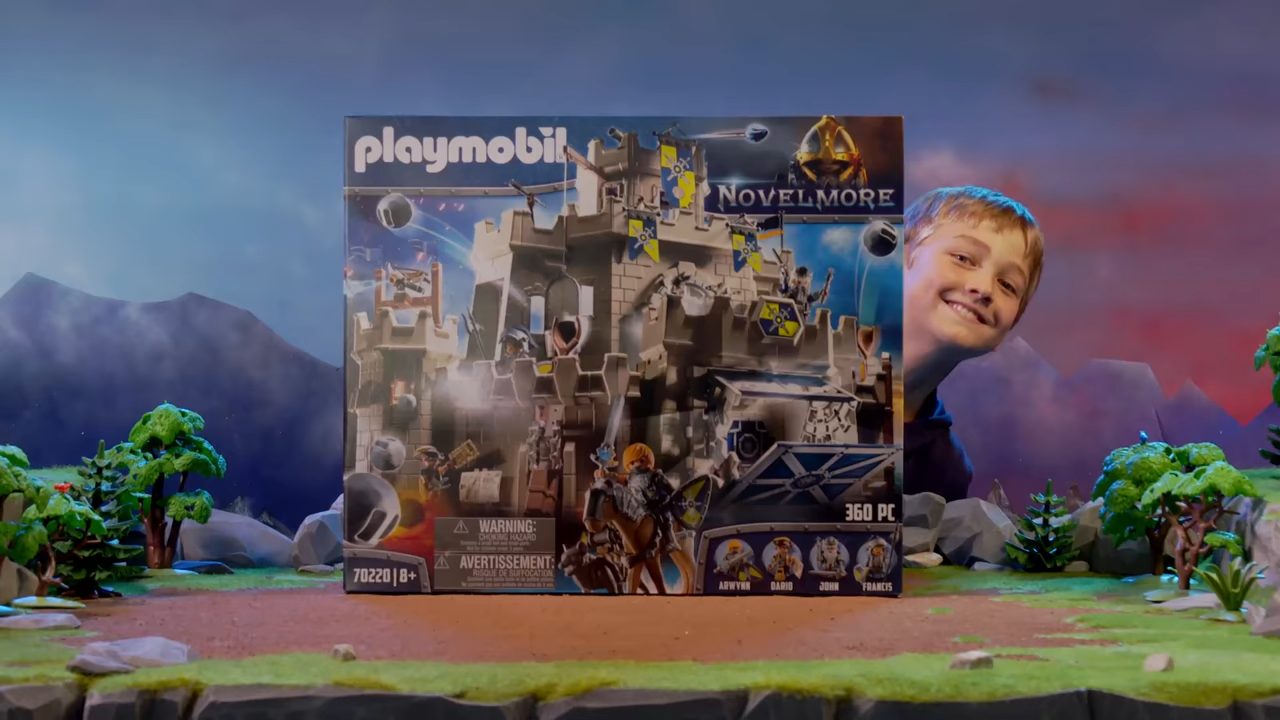 playmobil
NOVELMORE
360 PC
WARNING:
CHOKING HAZARD
AVERTISSEMENT:
RISQUE DE SUFFOCATION
70220 | 8+
ARWYNN
DARIO
JOHN
FRANCIS